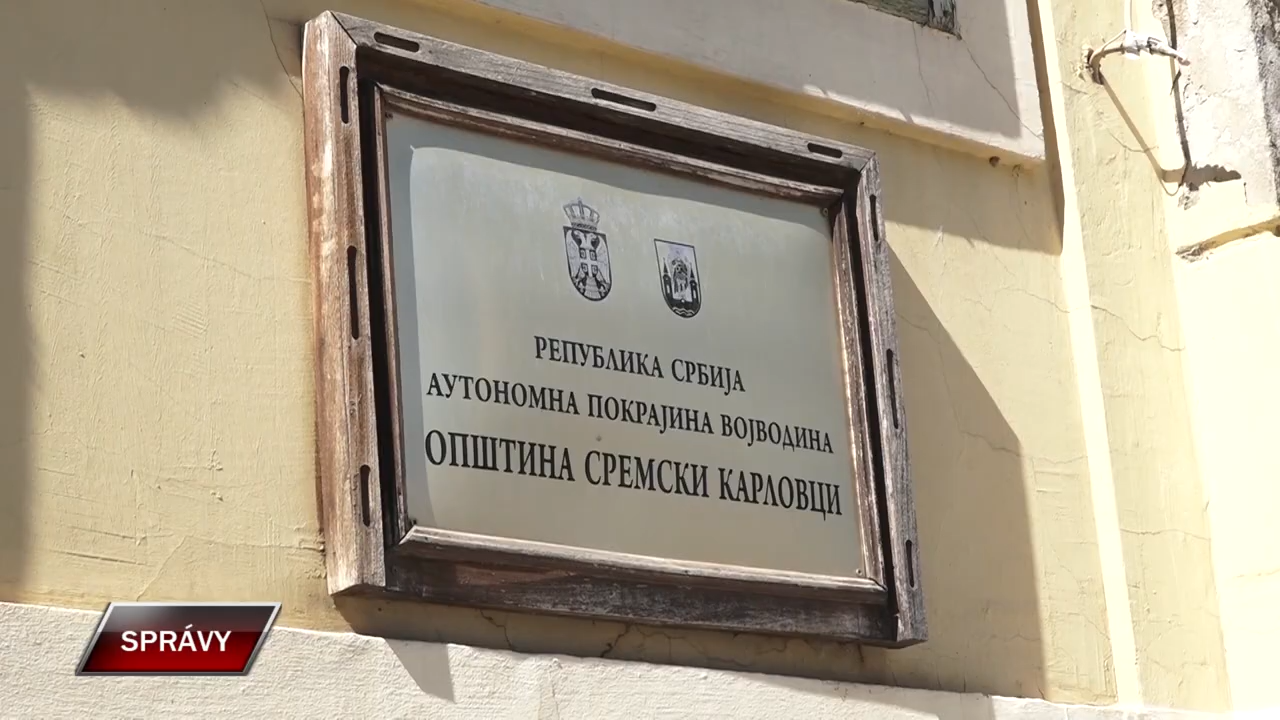 РЕПУБЛИКА СРБИЈА
АУТОНОМНА ПОКРАЈИНА ВОЈВОДИНА
ОПШТИНА СРЕМСКИ КАРЛОВЦИ
SPRÁVY